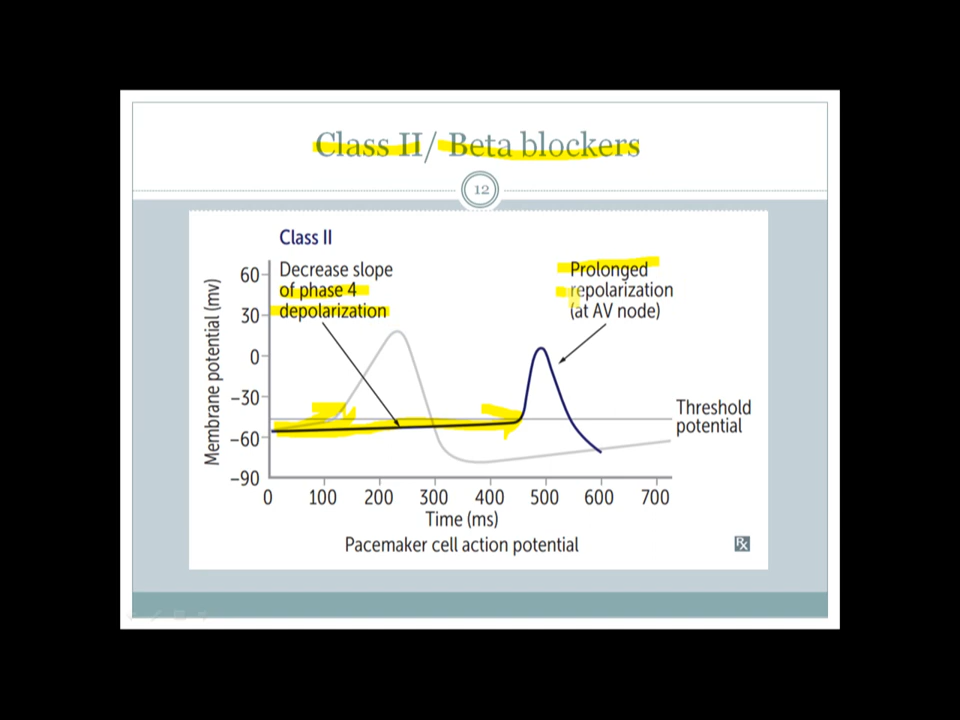 Class II/ Beta blockers
12
Class II
Decrease slope
of phase 4
depolarization
Prolonged
repolarization
(at AV node)
Membrane potential (mv)
60
30
0
−30
−60
−90
Threshold
potential
0 100 200 300 400 500 600 700
Time (ms)
Pacemaker cell action potential
Rx